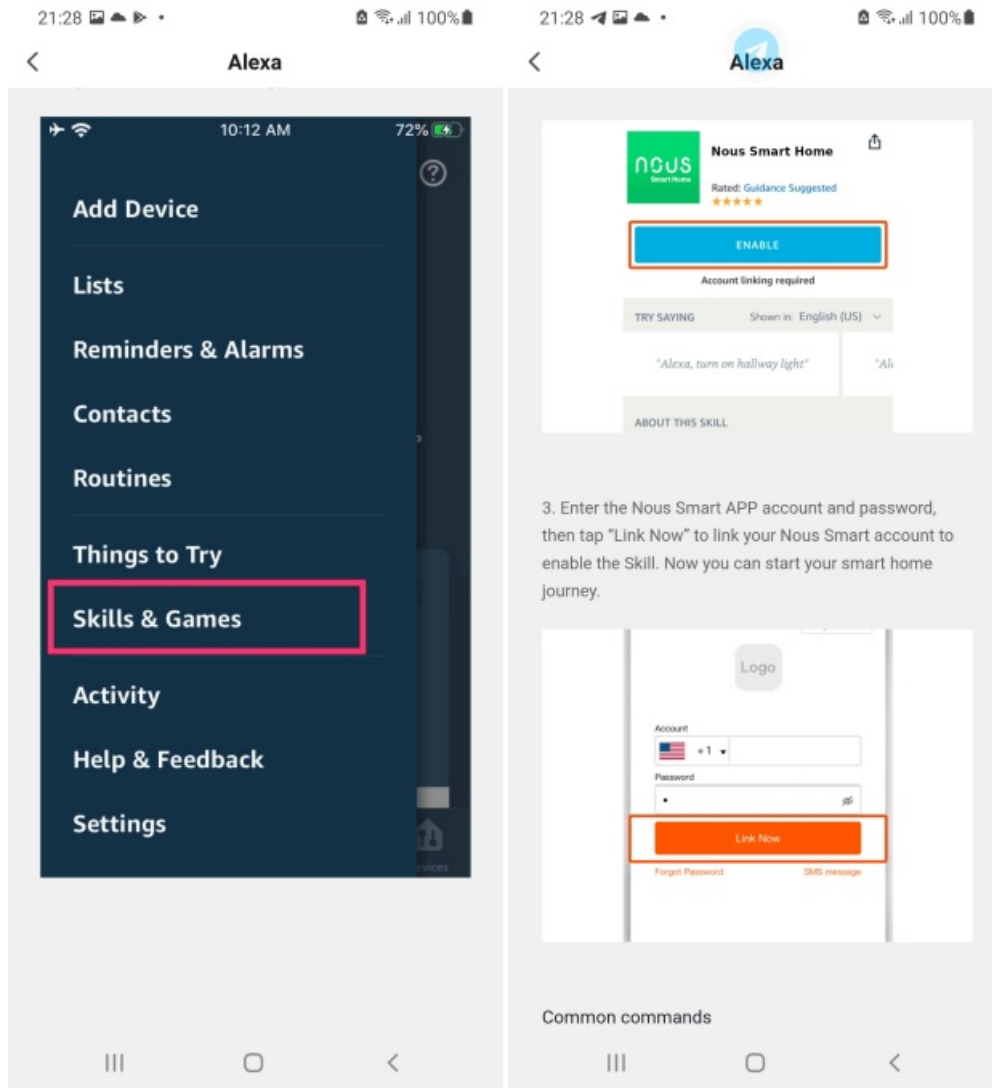 21:28
100%
Alexa
10:12 AM
72%
Add Device
Lists
Reminders & Alarms
Contacts
Routines
Things to Try
Skills & Games
Activity
Help & Feedback
Settings
21:28
100%
Alexa
nous
Smart Home
Nous Smart Home
Rated: Guidance Suggested
ENABLE
Account linking required
TRY SAYING
Shown in: English (US)
"Alexa, turn on hallway light"
ABOUT THIS SKILL
3. Enter the Nous Smart APP account and password,
then tap “Link Now” to link your Nous Smart account to
enable the Skill. Now you can start your smart home
journey.
Logo
Account
+1
Password
Link Now
Forgot Password
SMS message
Common commands